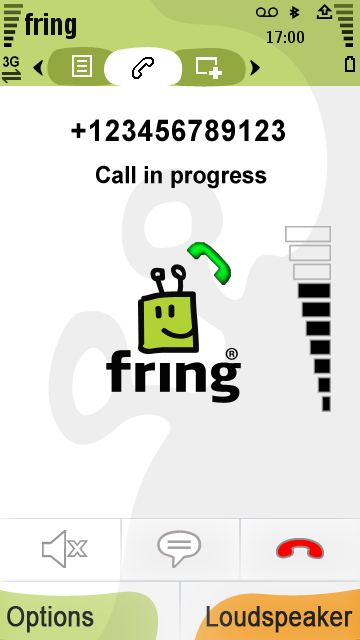 fring
17:00
3G
+123456789123
Call in progress
fring®
Options
Loudspeaker